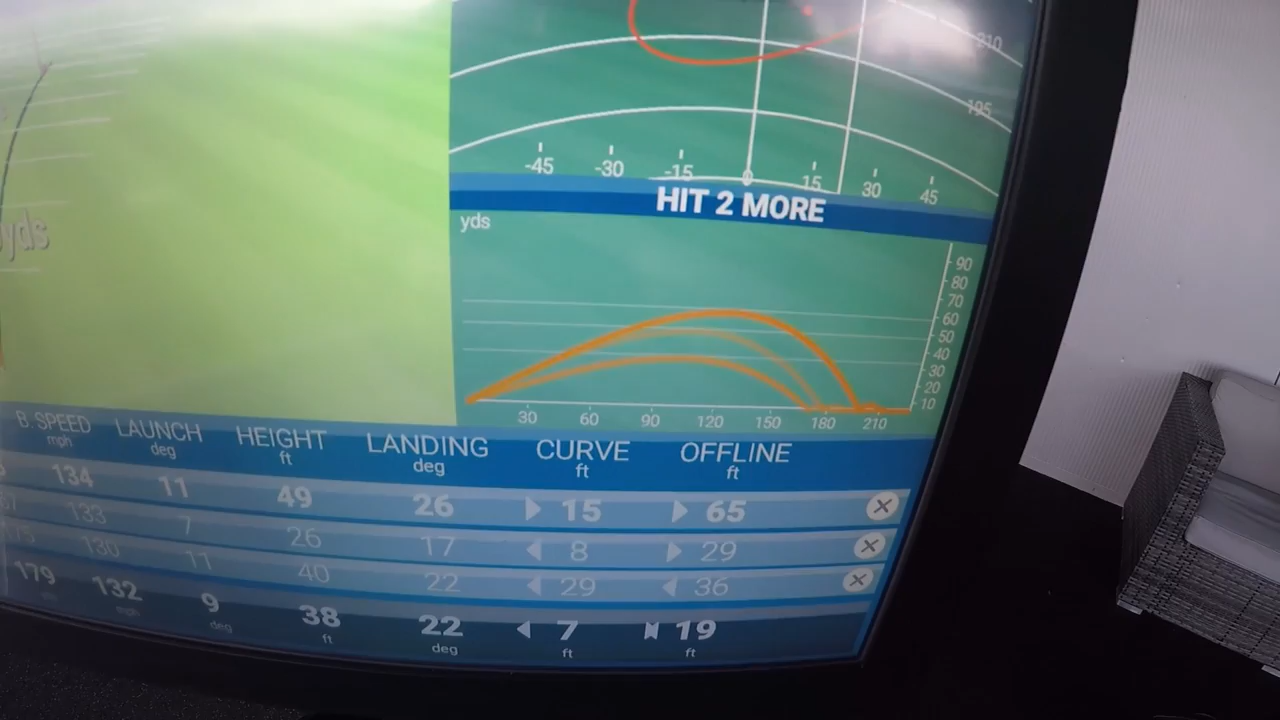 210
195
-45 -30 -15 0 15 30 45
HIT 2 MORE
yds
yds
90
80
70
60
50
40
30
20
10
30 60 90 120 150 180 210
B. SPEED LAUNCH HEIGHT LANDING CURVE OFFLINE
mph deg ft deg ft ft
134 11 49 26 15 65
133 7 26 17 8 29
130 11 40 22 29 36
179 132 9 38 22 7 19
mph deg ft deg ft ft